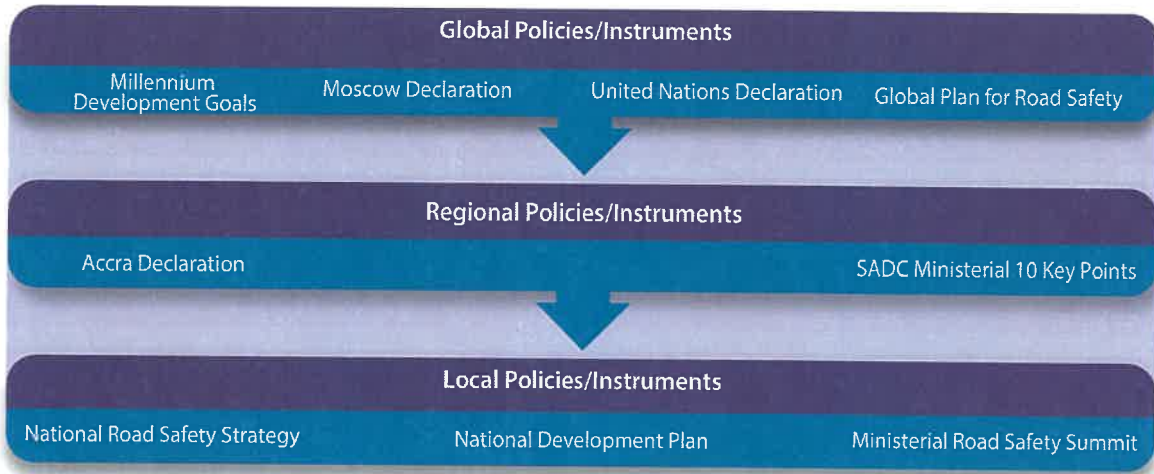 Global Policies/Instruments
Millennium
Development Goals
Moscow Declaration
United Nations Declaration
Global Plan for Road Safety
Regional Policies/Instruments
Accra Declaration
SADC Ministerial 10 Key Points
Local Policies/Instruments
National Road Safety Strategy
National Development Plan
Ministerial Road Safety Summit